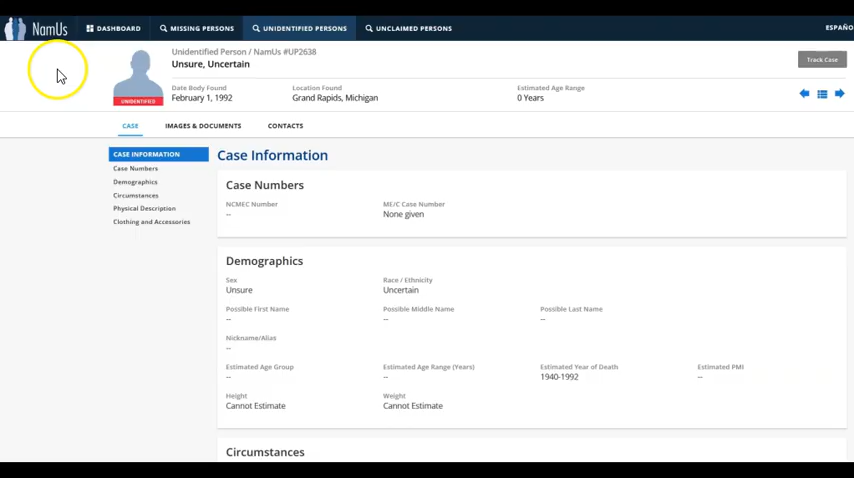 NamUs DASHBOARD MISSING PERSONS UNIDENTIFIED PERSONS UNCLAIMED PERSONS ESPAÑO
Unidentified Person / NamUs #UP2638
Unsure, Uncertain
Date Body Found Location Found Estimated Age Range
February 1, 1992 Grand Rapids, Michigan 0 Years
Track Case
UNIDENTIFIED
CASE IMAGES & DOCUMENTS CONTACTS
CASE INFORMATION
Case Numbers
Demographics
Circumstances
Physical Description
Clothing and Accessories
Case Information
Case Numbers
NCMEC Number ME/C Case Number
-- None given
Demographics
Sex Race / Ethnicity
Unsure Uncertain
Possible First Name Possible Middle Name Possible Last Name
-- -- --
Nickname/Alias
--
Estimated Age Group Estimated Age Range (Years) Estimated Year of Death Estimated PMI
-- -- 1940-1992 --
Height Weight
Cannot Estimate Cannot Estimate
Circumstances